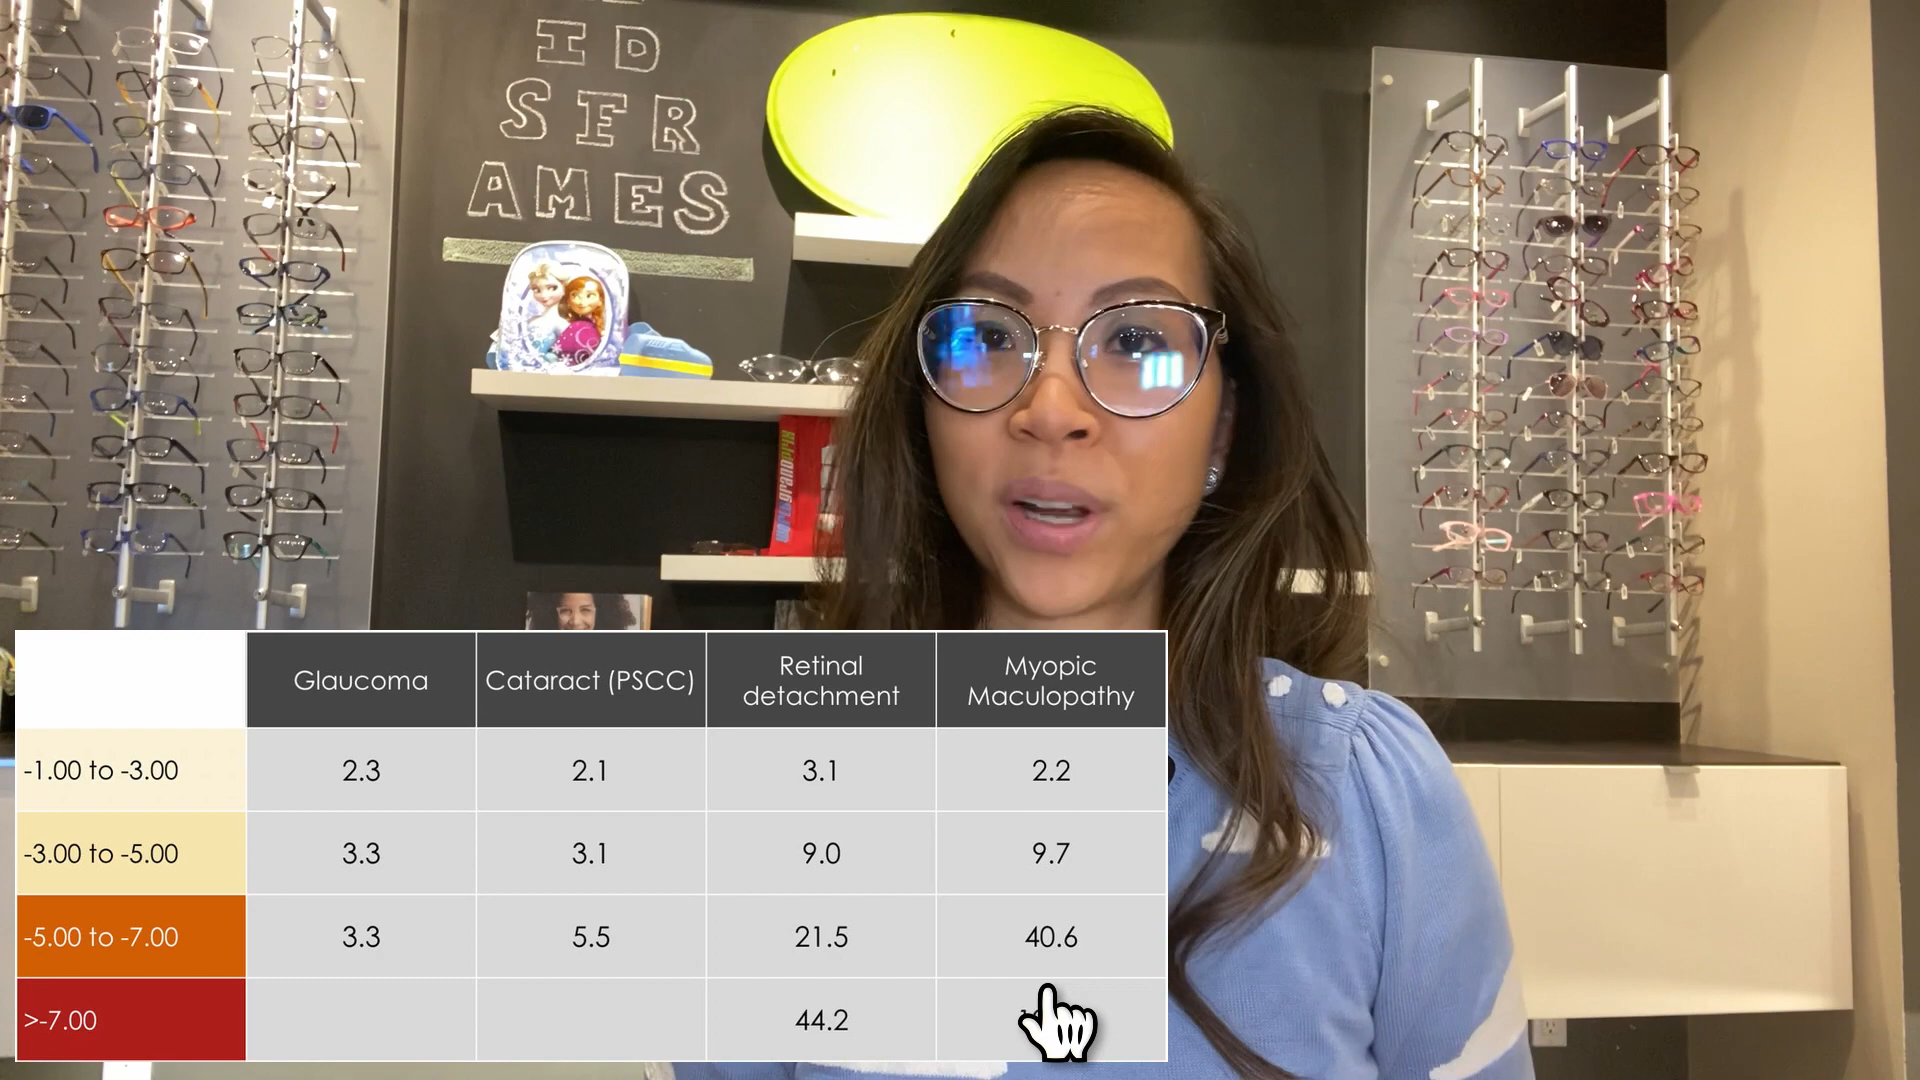 ID
SFR
AMES
Glaucoma
Cataract (PSCC)
Retinal
detachment
Myopic
Maculopathy
-1.00 to -3.00
2.3
2.1
3.1
2.2
-3.00 to -5.00
3.3
3.1
9.0
9.7
-5.00 to -7.00
3.3
5.5
21.5
40.6
>-7.00
44.2